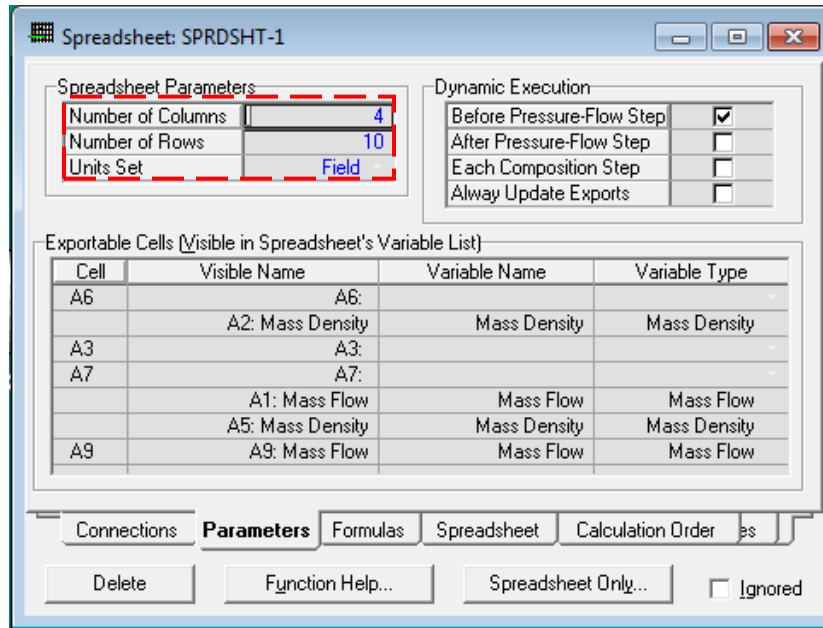 Spreadsheet: SPRDSHT-1
Spreadsheet Parameters
Number of Columns 4
Number of Rows 10
Units Set Field
Dynamic Execution
Before Pressure-Flow Step
After Pressure-Flow Step
Each Composition Step
Alway Update Exports
Exportable Cells (Visible in Spreadsheet's Variable List)
Cell Visible Name Variable Name Variable Type
A6 A6:
A2: Mass Density Mass Density Mass Density
A3 A3:
A7 A7:
A1: Mass Flow Mass Flow Mass Flow
A5: Mass Density Mass Density Mass Density
A9 A9: Mass Flow Mass Flow Mass Flow
Connections Parameters Formulas Spreadsheet Calculation Order es
Delete Function Help... Spreadsheet Only... Ignored